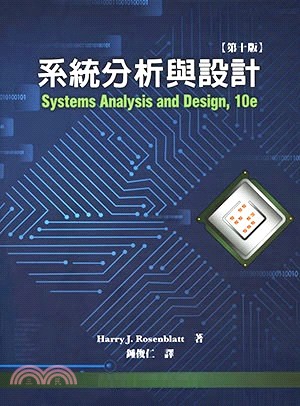 【第十版】
系統分析與設計
Systems Analysis and Design, 10e
Harry J. Rosenblatt 著
鍾俊仁 譯